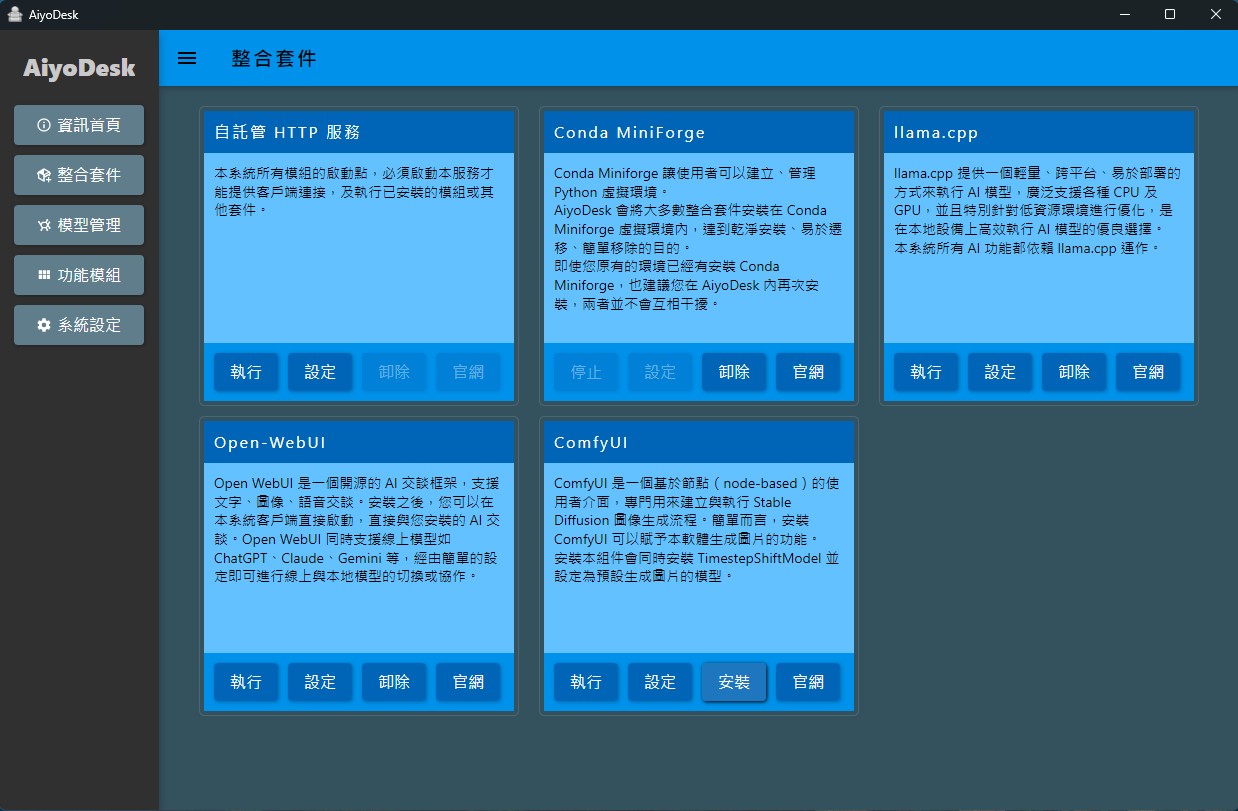 AiyoDesk
AiyoDesk
資訊首頁
整合套件
模型管理
功能模組
系統設定
整合套件
自託管 HTTP 服務
本系統所有模組的啟動點，必須啟動本服務才
能提供客戶端連接，及執行已安裝的模組或其
他套件。
執行
設定
卸除
官網
Conda MiniForge
Conda Miniforge 讓使用者可以建立、管理
Python 虛擬環境。
AiyoDesk 會將大多數整合套件安裝在 Conda
Miniforge 虛擬環境內，達到乾淨安裝、易於遷
移、簡單移除的目的。
即使您原有的環境已經有安裝 Conda
Miniforge，也建議您在 AiyoDesk 內再次安
裝，兩者並不會互相干擾。
停止
設定
卸除
官網
llama.cpp
llama.cpp 提供一個輕量、跨平台、易於部署的
方式來執行 AI 模型，廣泛支援各種 CPU 及
GPU，並且特別針對低資源環境進行優化，是
在本地設備上高效執行 AI 模型的優良選擇。
本系統所有 AI 功能都依賴 llama.cpp 運作。
執行
設定
卸除
官網
Open-WebUI
Open WebUI 是一個開源的 AI 交談框架，支援
文字、圖像、語音交談。安裝之後，您可以在
本系統客戶端直接啟動，直接與您安裝的 AI 交
談。Open WebUI 同時支援線上模型如
ChatGPT、Claude、Gemini 等，經由簡單的設
定即可進行線上與本地模型的切換或協作。
執行
設定
卸除
官網
ComfyUI
ComfyUI 是一個基於節點（node-based）的使
用者介面，專門用來建立與執行 Stable
Diffusion 圖像生成流程。簡單而言，安裝
ComfyUI 可以賦予本軟體生成圖片的功能。
安裝本組件會同時安裝 TimestepShiftModel 並
設定為預設生成圖片的模型。
執行
設定
安裝
官網